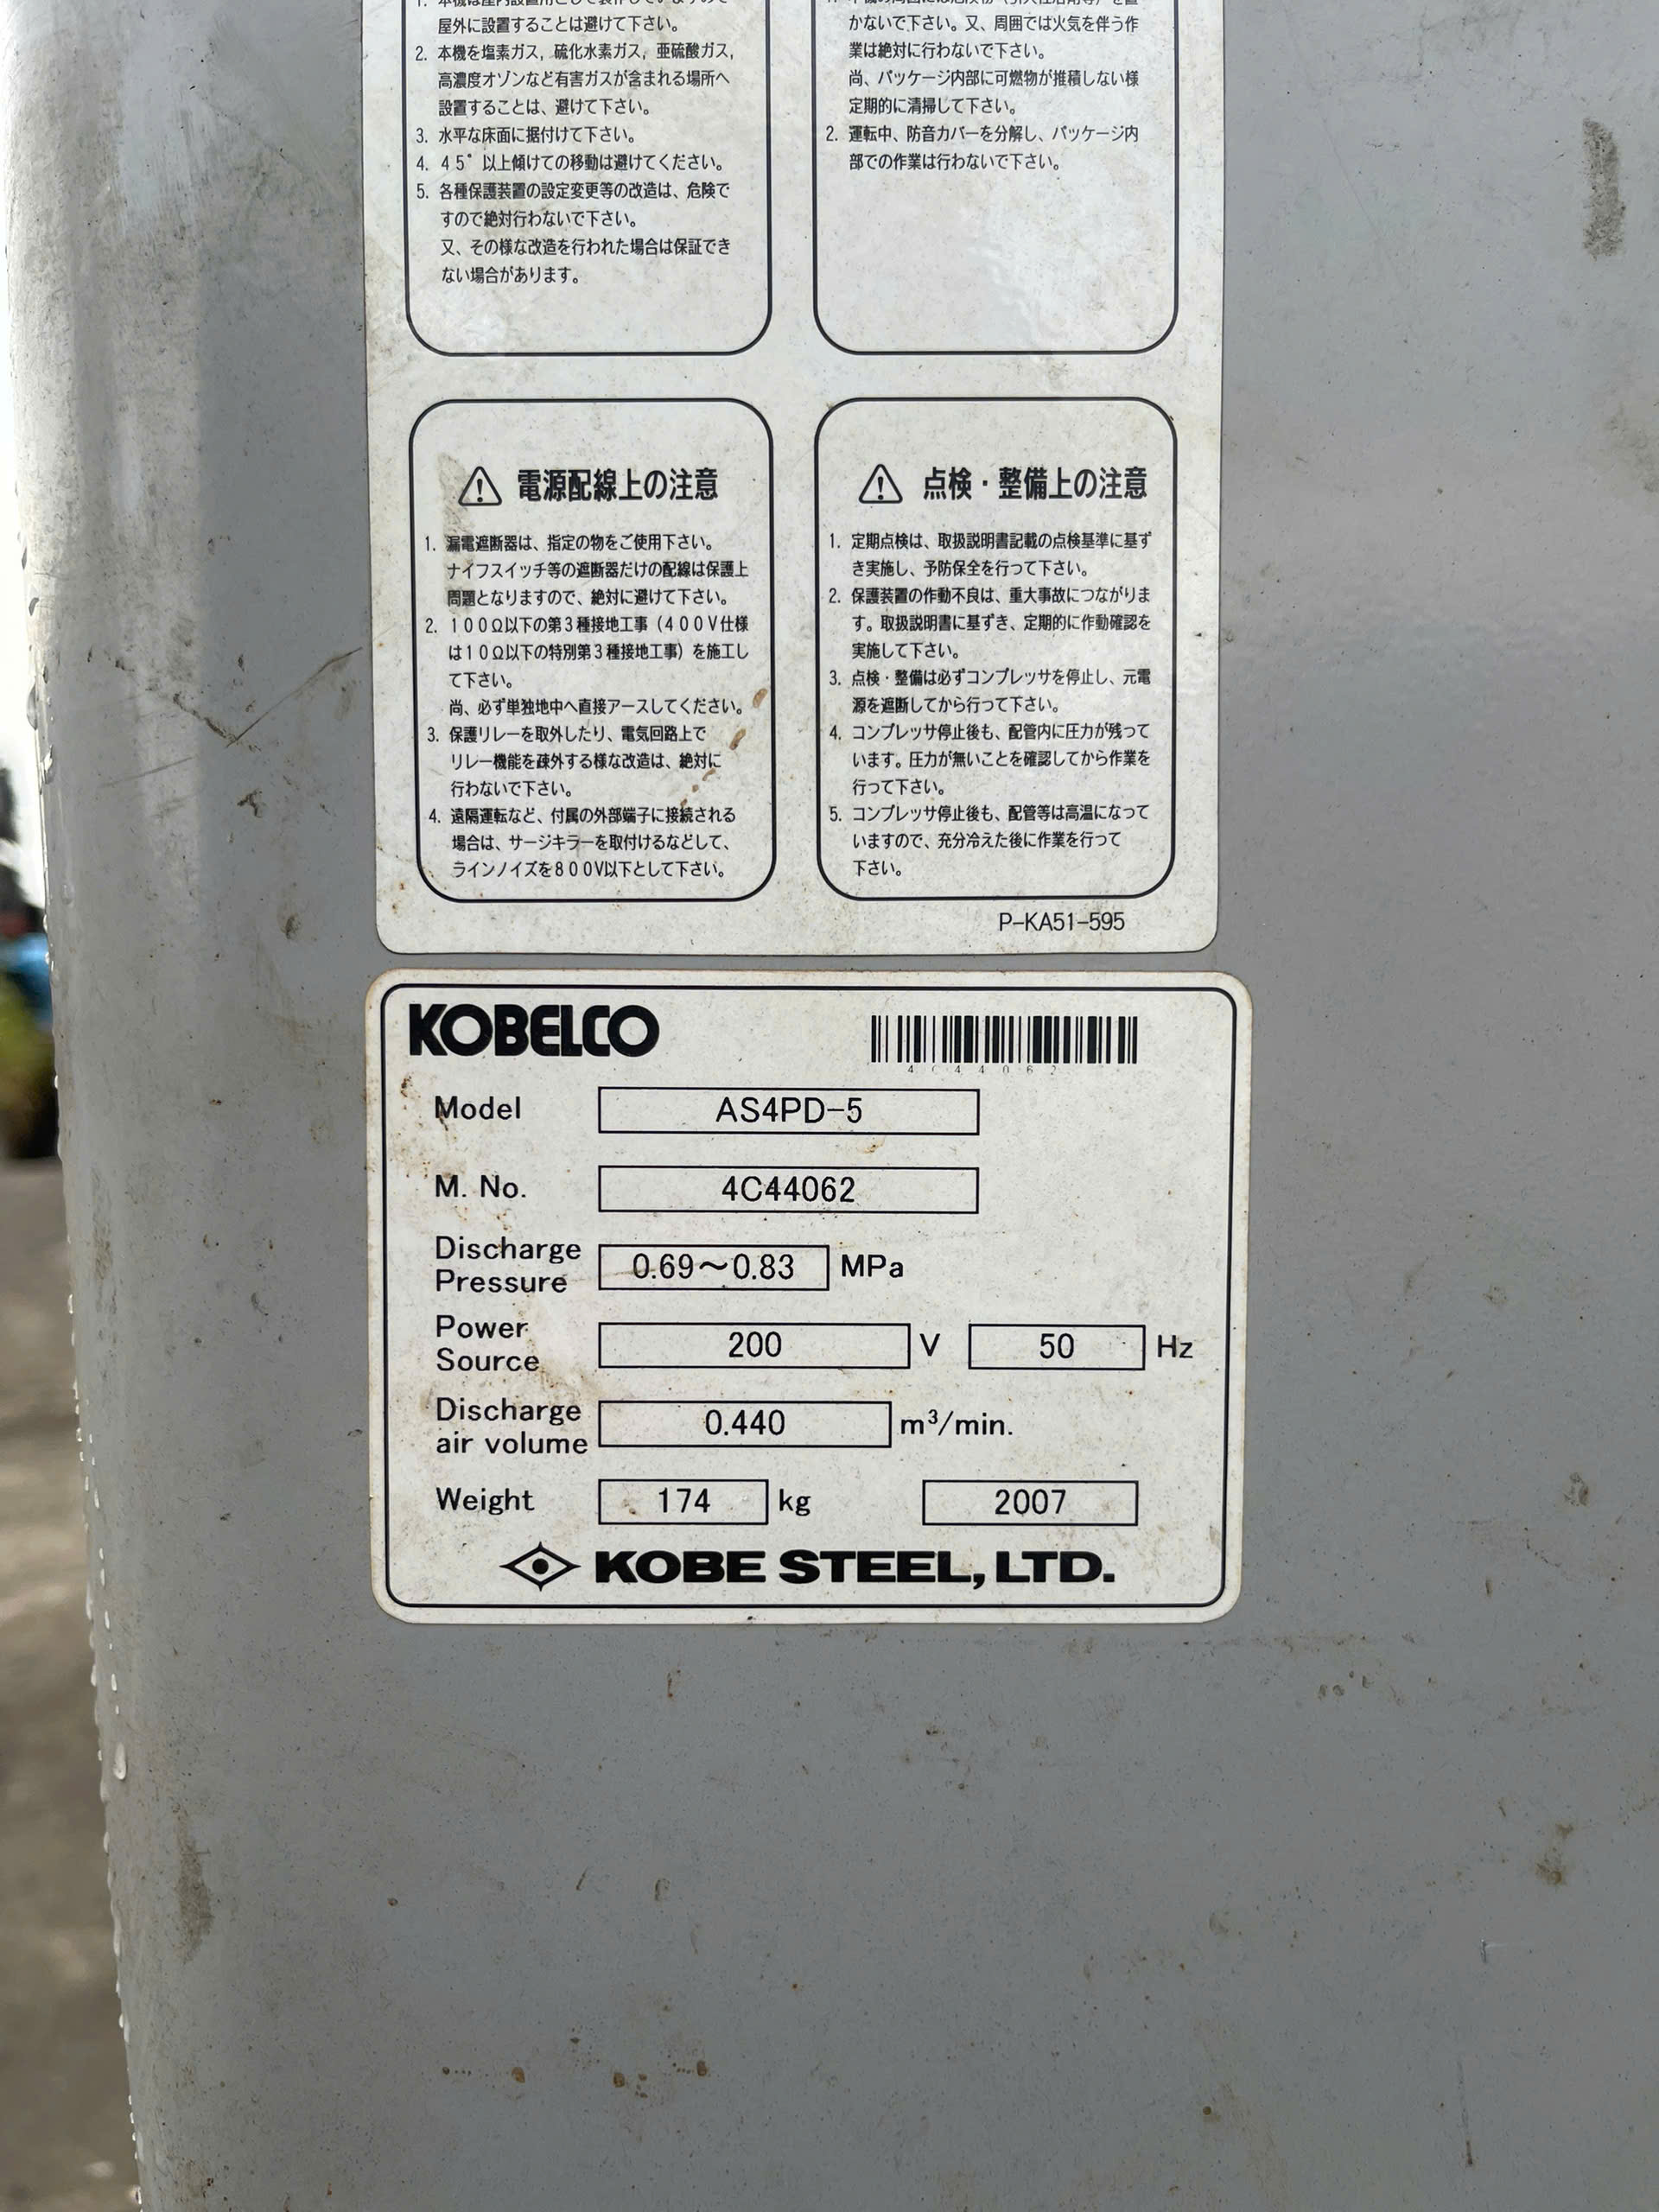 屋外に設置することは避けて下さい。
2. 本機を塩素ガス，硫化水素ガス，亜硫酸ガス，
高濃度オゾンなど有害ガスが含まれる場所へ
設置することは、避けて下さい。
3. 水平な床面に据付けて下さい。
4. 45°以上傾けての移動は避けてください。
5. 各種保護装置の設定変更等の改造は、危険で
すので絶対行わないで下さい。
又、その様な改造を行われた場合は保証でき
ない場合があります。
かないで下さい。又、周囲では火気を伴う作
業は絶対に行わないで下さい。
尚、パッケージ内部に可燃物が推積しない様
定期的に清掃して下さい。
2. 運転中、防音カバーを分解し、パッケージ内
部での作業は行わないで下さい。
電源配線上の注意
1. 漏電遮断器は、指定の物をご使用下さい。
ナイフスイッチ等の遮断器だけの配線は保護上
問題となりますので、絶対に避けて下さい。
2. 100Ω以下の第3種接地工事（400V仕様
は10Ω以下の特別第3種接地工事）を施工し
て下さい。
尚、必ず単独地中へ直接アースしてください。
3. 保護リレーを取外したり、電気回路上で
リレー機能を疎外する様な改造は、絶対に
行わないで下さい。
4. 遠隔運転など、付属の外部端子に接続される
場合は、サージキラーを取付けるなどして、
ラインノイズを800V以下として下さい。
点検・整備上の注意
1. 定期点検は、取扱説明書記載の点検基準に基ず
き実施し、予防保全を行って下さい。
2. 保護装置の作動不良は、重大事故につながりま
す。取扱説明書に基ずき、定期的に作動確認を
実施して下さい。
3. 点検・整備は必ずコンプレッサを停止し、元電
源を遮断してから行って下さい。
4. コンプレッサ停止後も、配管内に圧力が残って
います。圧力が無いことを確認してから作業を
行って下さい。
5. コンプレッサ停止後も、配管等は高温になって
いますので、充分冷えた後に作業を行って
下さい。
P-KA51-595
KOBELCO
4C44062
Model AS4PD-5
M. No. 4C44062
Discharge Pressure 0.69～0.83 MPa
Power Source 200 V 50 Hz
Discharge air volume 0.440 m³/min.
Weight 174 kg 2007
KOBE STEEL, LTD.